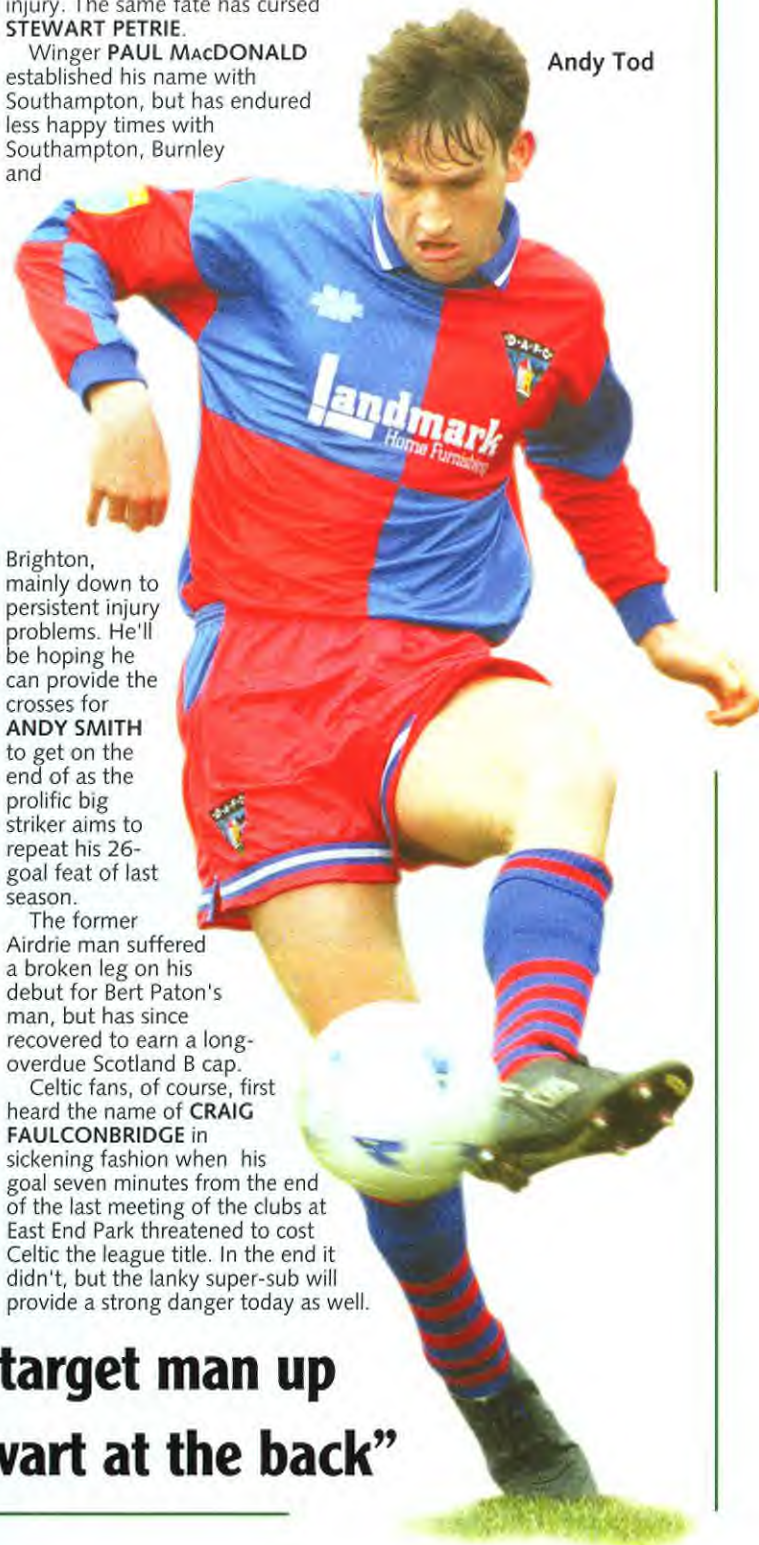 injury. The same fate has cursed
STEWART PETRIE.
Winger PAUL MACDONALD
established his name with
Southampton, but has endured
less happy times with
Southampton, Burnley
and
Andy Tod
D·A·F·C
Landmark
Home Furnishing
Brighton,
mainly down to
persistent injury
problems. He'll
be hoping he
can provide the
crosses for
ANDY SMITH
to get on the
end of as the
prolific big
striker aims to
repeat his 26-
goal feat of last
season.
The former
Airdrie man suffered
a broken leg on his
debut for Bert Paton's
man, but has since
recovered to earn a long-
overdue Scotland B cap.
Celtic fans, of course, first
heard the name of CRAIG
FAULCONBRIDGE in
sickening fashion when his
goal seven minutes from the end
of the last meeting of the clubs at
East End Park threatened to cost
Celtic the league title. In the end it
didn't, but the lanky super-sub will
provide a strong danger today as well.
target man up
wart at the back”